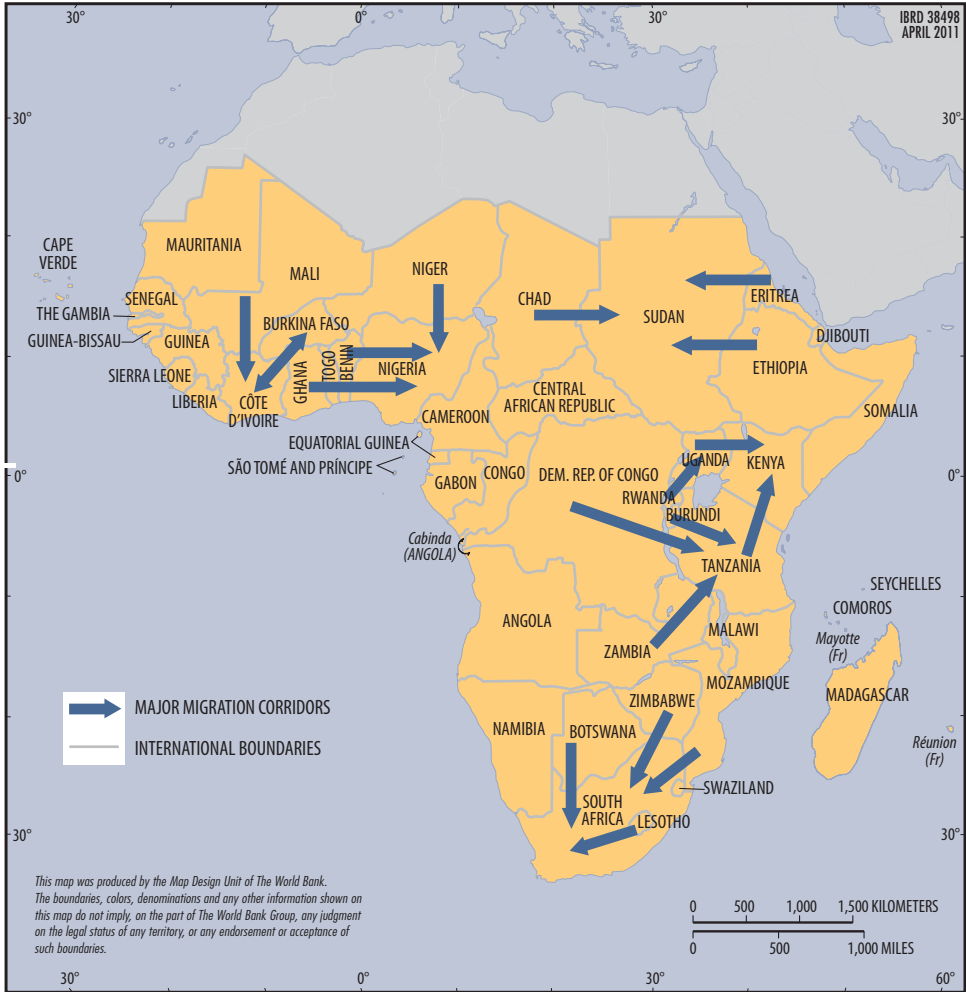 30°
0°
30°
IBRD 38498
APRIL 2011
30°
30°
CAPE
VERDE
MAURITANIA
MALI
NIGER
CHAD
SUDAN
ERITREA
SENEGAL
THE GAMBIA
GUINEA-BISSAU
GUINEA
BURKINA FASO
DJIBOUTI
SIERRA LEONE
LIBERIA
CÔTE
D'IVOIRE
GHANA
TOGO
BENIN
NIGERIA
ETHIOPIA
CENTRAL
AFRICAN REPUBLIC
SOMALIA
CAMEROON
EQUATORIAL GUINEA
SÃO TOMÉ AND PRÍNCIPE
0°
GABON
CONGO
DEM. REP. OF CONGO
UGANDA
KENYA
0°
RWANDA
BURUNDI
Cabinda
(ANGOLA)
TANZANIA
SEYCHELLES
COMOROS
ANGOLA
ZAMBIA
MALAWI
Mayotte
(Fr)
MOZAMBIQUE
MADAGASCAR
ZIMBABWE
MAJOR MIGRATION CORRIDORS
INTERNATIONAL BOUNDARIES
NAMIBIA
BOTSWANA
Réunion
(Fr)
SWAZILAND
SOUTH
AFRICA
LESOTHO
30°
30°
This map was produced by the Map Design Unit of The World Bank.
The boundaries, colors, denominations and any other information shown on
this map do not imply, on the part of The World Bank Group, any judgment
on the legal status of any territory, or any endorsement or acceptance of
such boundaries.
0 500 1,000 1,500 KILOMETERS
0 500 1,000 MILES
30°
0°
30°
60°